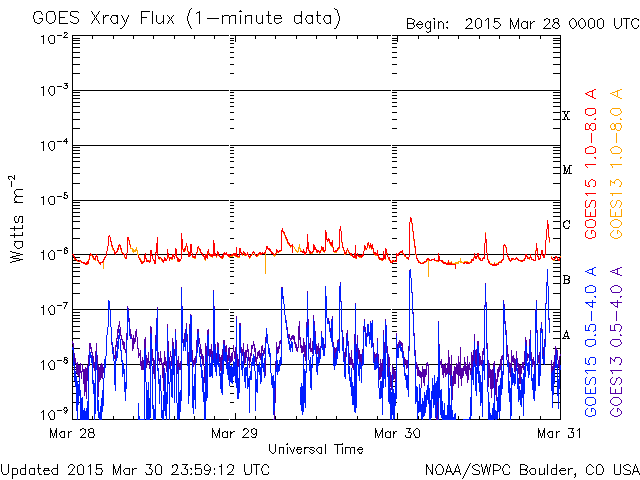 GOES Xray Flux (1-minute data)
Begin: 2015 Mar 28 0000 UTC
10-2
10-3
10-4
10-5
10-6
10-7
10-8
10-9
Watts m-2
X
M
C
B
A
GOES15 1.0-8.0 A
GOES13 1.0-8.0 A
GOES15 0.5-4.0 A
GOES13 0.5-4.0 A
Mar 28
Mar 29
Mar 30
Mar 31
Universal Time
Updated 2015 Mar 30 23:59:12 UTC
NOAA/SWPC Boulder, CO USA